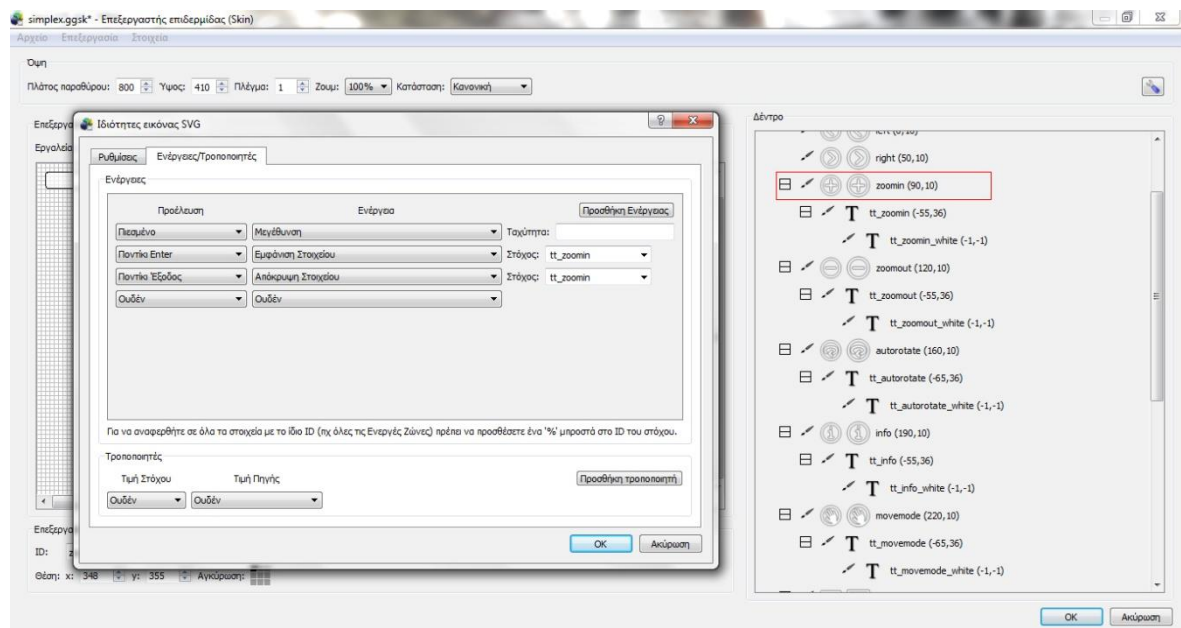 simplex.ggsk* - Επεξεργαστής επιδερμίδας (Skin)
Αρχείο Επεξεργασία Στοιχεία
Όψη
Πλάτος παραθύρου: 800 Ύψος: 410 Πλέγμα: 1 Ζουμ: 100% Κατάσταση: Κανονική
Επεξεργα
Εργαλεία
Ιδιότητες εικόνας SVG
Ρυθμίσεις Ενέργειες/Τροποποιητές
Ενέργειες
Προέλευση Ενέργεια Προσθήκη Ενέργειας
Πιεσμένο Μεγέθυνση Ταχύτητα:
Ποντίκι Enter Εμφάνιση Στοιχείου Στόχος: tt_zoomin
Ποντίκι Έξοδος Απόκρυψη Στοιχείου Στόχος: tt_zoomin
Ουδέν Ουδέν
Για να αναφερθήτε σε όλα τα στοιχεία με το ίδιο ID (πχ όλες τις Ενεργές Ζώνες) πρέπει να προσθέσετε ένα '%' μπροστά στο ID του στόχου.
Τροποποιητές
Τιμή Στόχου Τιμή Πηγής Προσθήκη τροποποιητή
Ουδέν Ουδέν
OK Ακύρωση
Επεξεργα
ID:
Θέση: x: 348 y: 355 Αγκύρωση:
Δέντρο
right (50,10)
zoomin (90,10)
tt_zoomin (-55,36)
tt_zoomin_white (-1,-1)
zoomout (120,10)
tt_zoomout (-55,36)
tt_zoomout_white (-1,-1)
autorotate (160,10)
tt_autorotate (-65,36)
tt_autorotate_white (-1,-1)
info (190,10)
tt_info (-55,36)
tt_info_white (-1,-1)
movemode (220,10)
tt_movemode (-65,36)
tt_movemode_white (-1,-1)
OK Ακύρωση